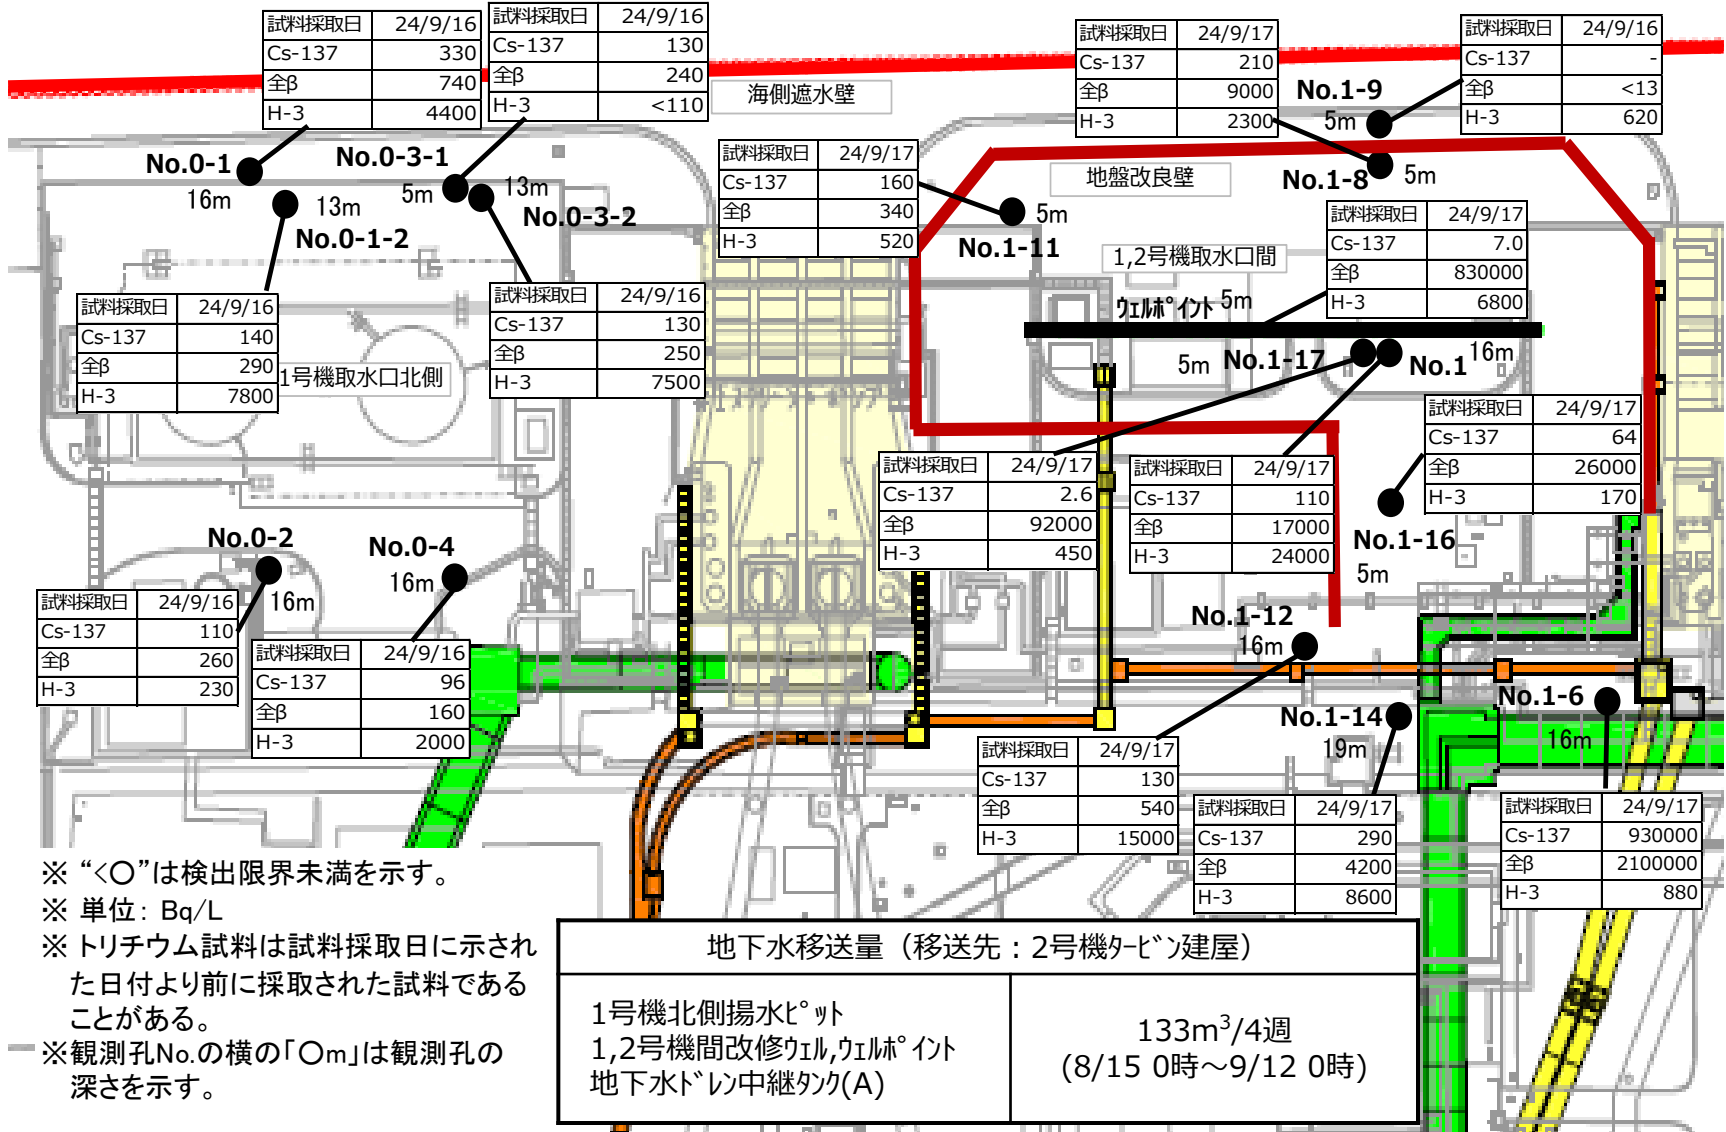 試料採取日 24/9/16
Cs-137 330
全β 740
H-3 4400
試料採取日 24/9/16
Cs-137 130
全β 240
H-3 <110
海側遮水壁
試料採取日 24/9/17
Cs-137 210
全β 9000
H-3 2300
試料採取日 24/9/16
Cs-137 -
全β <13
H-3 620
No.1-9
5m
No.0-1
16m
No.0-3-1
5m
13m
No.0-3-2
13m
No.0-1-2
試料採取日 24/9/17
Cs-137 160
全β 340
H-3 520
地盤改良壁
No.1-8
5m
5m
No.1-11
1,2号機取水口間
試料採取日 24/9/17
Cs-137 7.0
全β 830000
H-3 6800
試料採取日 24/9/16
Cs-137 140
全β 290
H-3 7800
1号機取水口北側
試料採取日 24/9/16
Cs-137 130
全β 250
H-3 7500
ウェルポイント 5m
5m
No.1-17
No.1
16m
試料採取日 24/9/17
Cs-137 64
全β 26000
H-3 170
試料採取日 24/9/17
Cs-137 2.6
全β 92000
H-3 450
試料採取日 24/9/17
Cs-137 110
全β 17000
H-3 24000
No.1-16
5m
No.0-2
16m
No.0-4
16m
試料採取日 24/9/16
Cs-137 110
全β 260
H-3 230
試料採取日 24/9/16
Cs-137 96
全β 160
H-3 2000
No.1-12
16m
No.1-14
19m
No.1-6
16m
試料採取日 24/9/17
Cs-137 130
全β 540
H-3 15000
試料採取日 24/9/17
Cs-137 290
全β 4200
H-3 8600
試料採取日 24/9/17
Cs-137 930000
全β 2100000
H-3 880
※ “<〇”は検出限界未満を示す。
※ 単位: Bq/L
※ トリチウム試料は試料採取日に示され
た日付より前に採取された試料である
ことがある。
※観測孔No.の横の「〇m」は観測孔の
深さを示す。
地下水移送量（移送先：2号機タービン建屋）
1号機北側揚水ピット
1,2号機間改修ウェル,ウェルポイント
地下水ドレン中継タンク(A)
133m³/4週
(8/15 0時～9/12 0時)